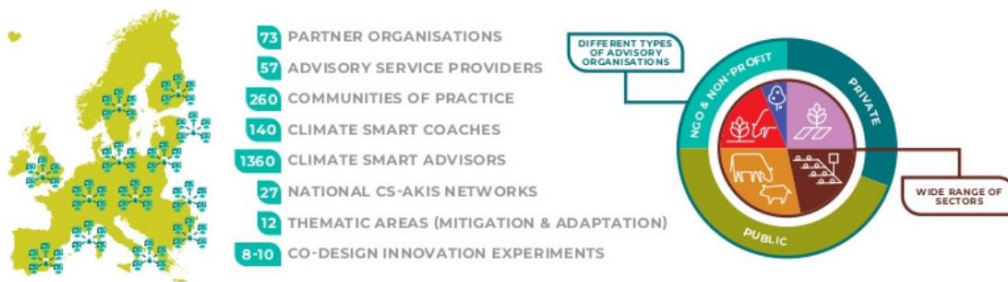 73 PARTNER ORGANISATIONS
57 ADVISORY SERVICE PROVIDERS
260 COMMUNITIES OF PRACTICE
140 CLIMATE SMART COACHES
1360 CLIMATE SMART ADVISORS
27 NATIONAL CS-AKIS NETWORKS
12 THEMATIC AREAS (MITIGATION & ADAPTATION)
8-10 CO-DESIGN INNOVATION EXPERIMENTS
DIFFERENT TYPES
OF ADVISORY
ORGANISATIONS
NGO & NON-PROFIT
PRIVATE
PUBLIC
WIDE RANGE OF
SECTORS